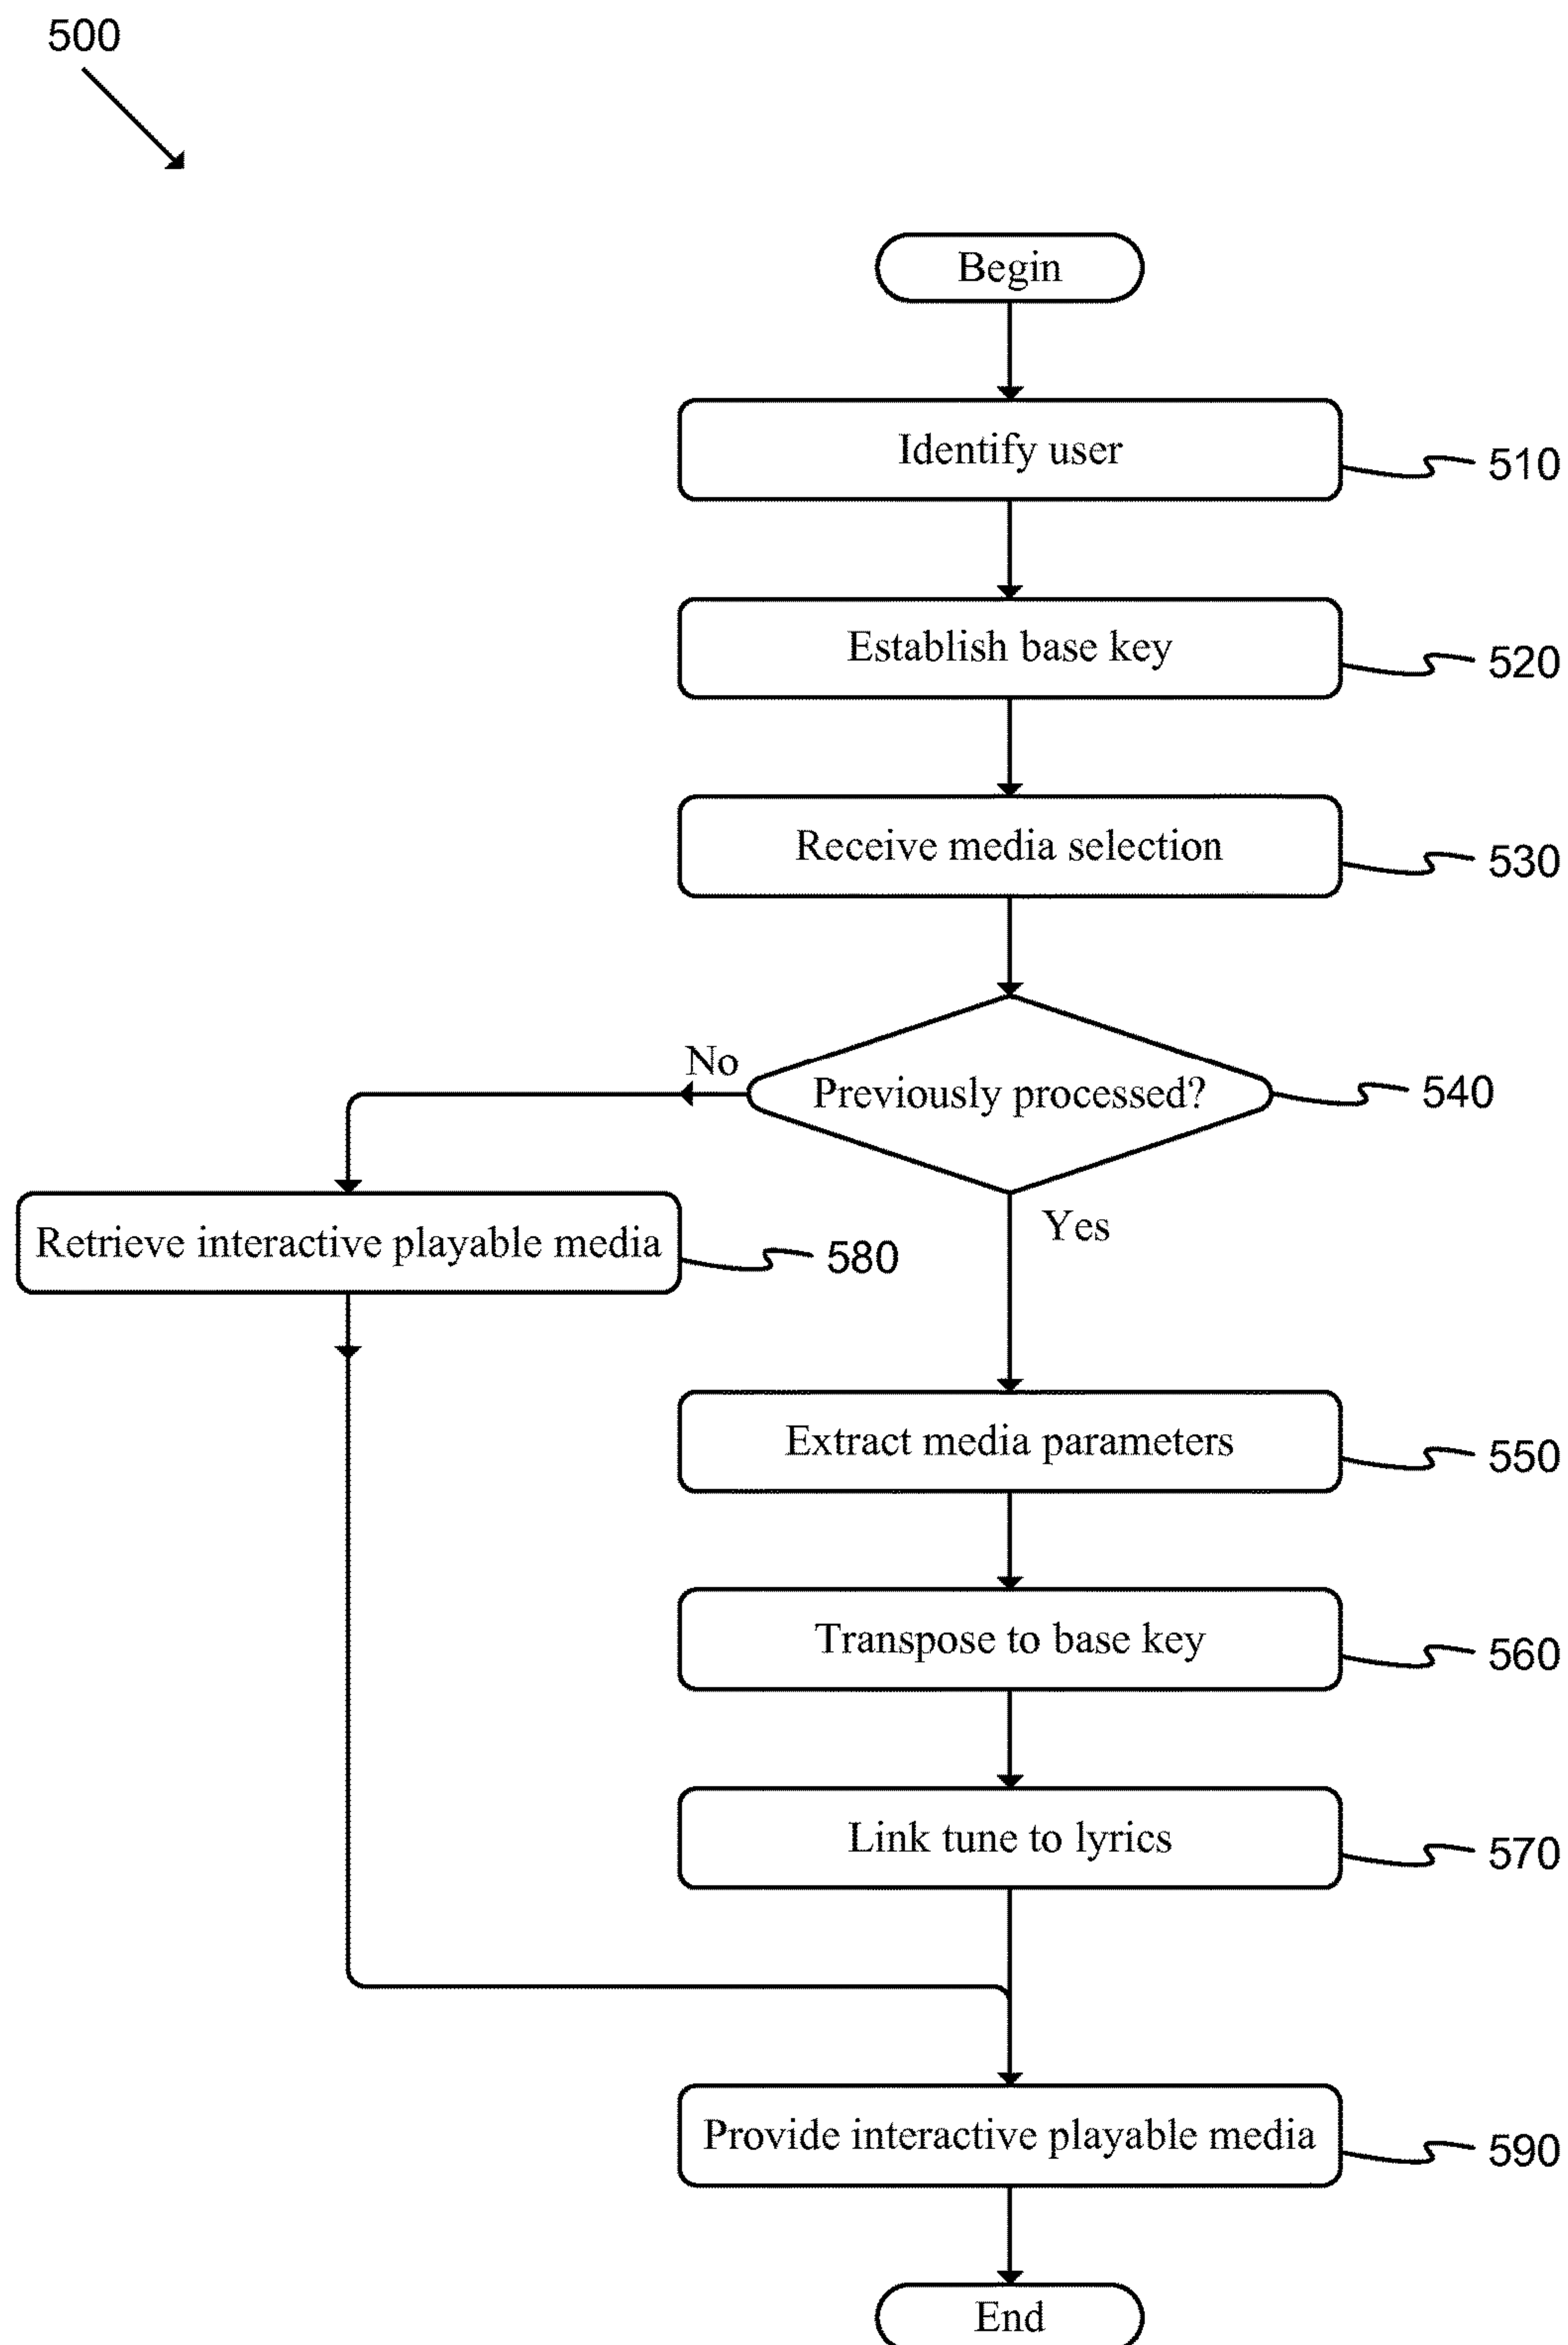 500
Begin
Identify user
510
Establish base key
520
Receive media selection
530
No
Previously processed?
540
Yes
Retrieve interactive playable media
580
Extract media parameters
550
Transpose to base key
560
Link tune to lyrics
570
Provide interactive playable media
590
End